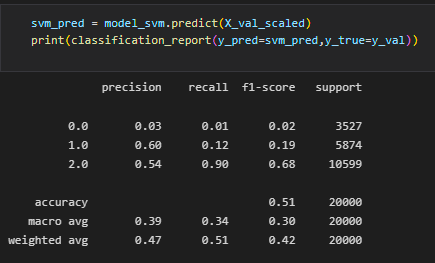 svm_pred = model_svm.predict(X_val_scaled)
print(classification_report(y_pred=svm_pred,y_true=y_val))
precision recall f1-score support
0.0 0.03 0.01 0.02 3527
1.0 0.60 0.12 0.19 5874
2.0 0.54 0.90 0.68 10599
accuracy 0.51 20000
macro avg 0.39 0.34 0.30 20000
weighted avg 0.47 0.51 0.42 20000